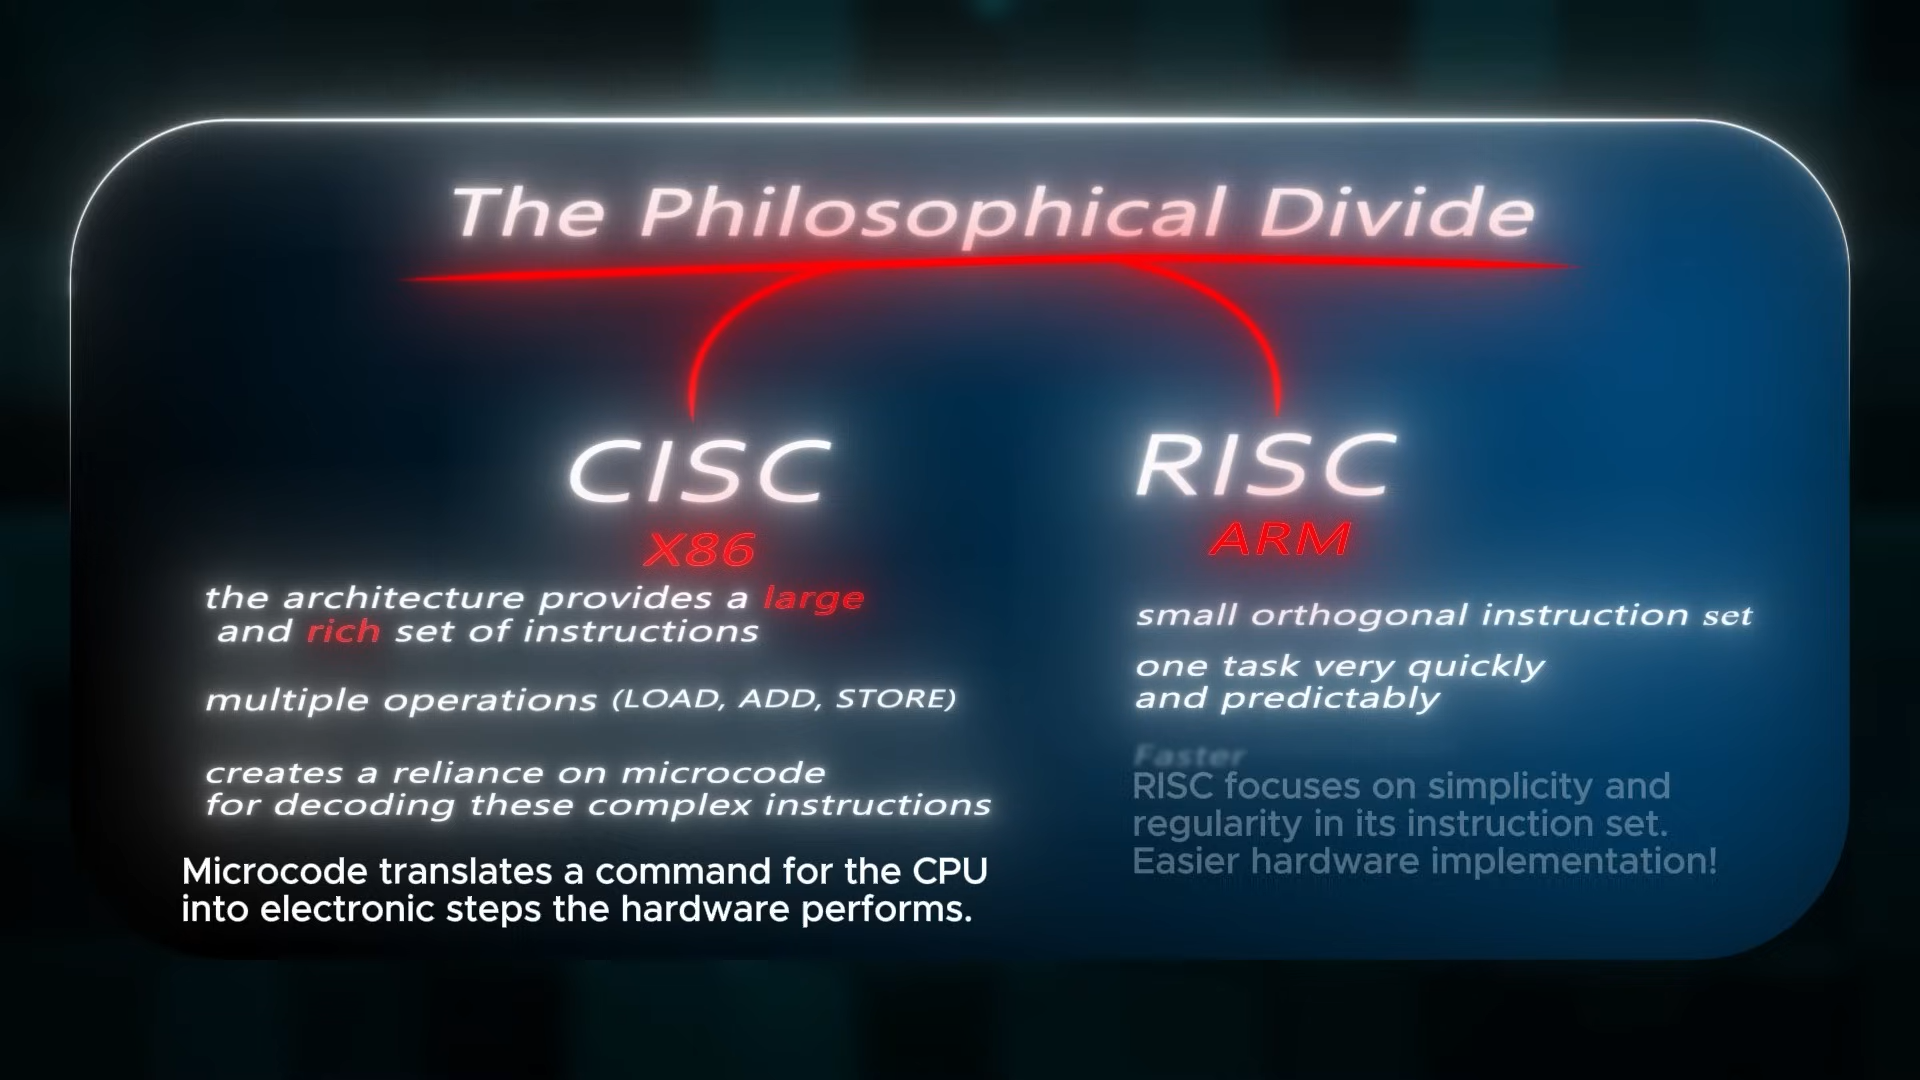 The Philosophical Divide
CISC
X86
the architecture provides a large
and rich set of instructions
multiple operations (LOAD, ADD, STORE)
creates a reliance on microcode
for decoding these complex instructions
Microcode translates a command for the CPU
into electronic steps the hardware performs.
RISC
ARM
small orthogonal instruction set
one task very quickly
and predictably
Faster
RISC focuses on simplicity and
regularity in its instruction set.
Easier hardware implementation!